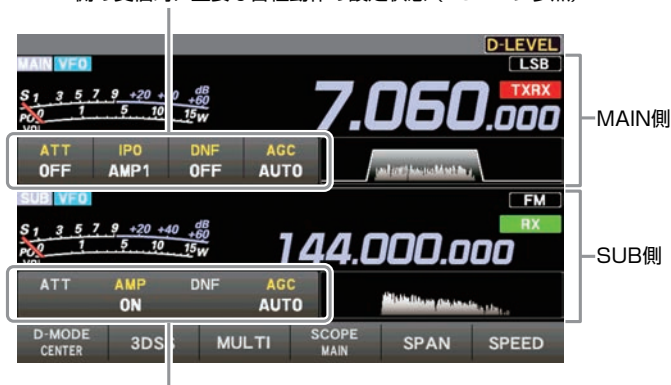 D-LEVEL
MAIN VFO
LSB
S 1 3 5 7 9 +20 +60 dB
PO 0 1 5 10 15W
7.060.000
TXRX
MAIN側
ATT IPO DNF AGC
OFF AMP1 OFF AUTO
SUB VFO
FM
S 1 3 5 7 9 +20 +40 +60 dB
PO 0 1 5 10 15W
144.000.000
RX
SUB側
ATT AMP DNF AGC
ON AUTO
D-MODE CENTER
3DSS
MULTI
SCOPE MAIN
SPAN
SPEED